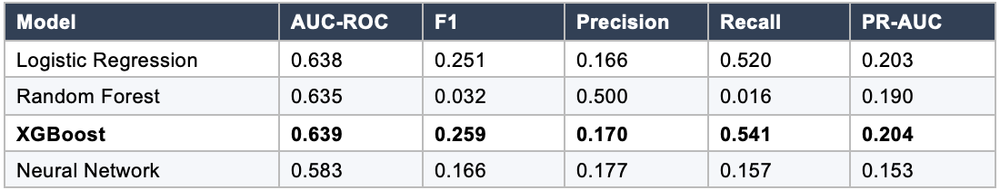 Model AUC-ROC F1 Precision Recall PR-AUC
Logistic Regression 0.638 0.251 0.166 0.520 0.203
Random Forest 0.635 0.032 0.500 0.016 0.190
XGBoost 0.639 0.259 0.170 0.541 0.204
Neural Network 0.583 0.166 0.177 0.157 0.153